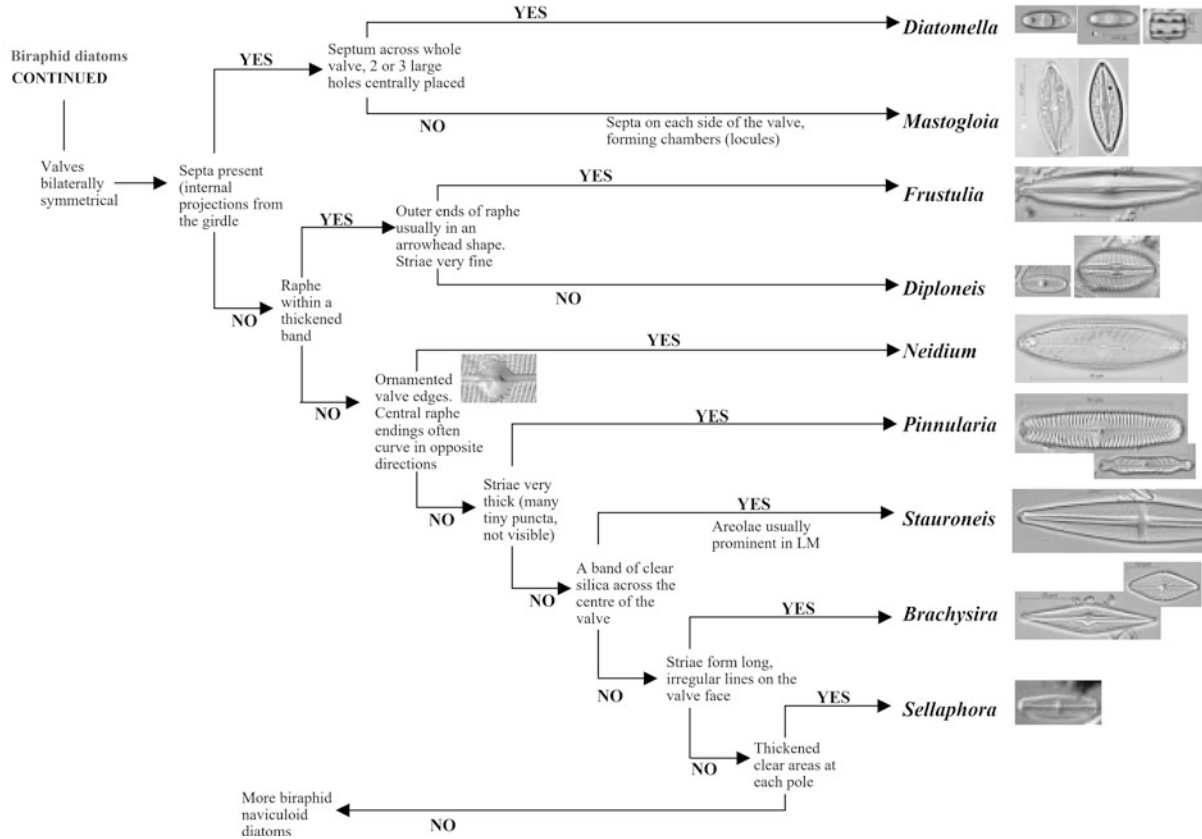 Biraphid diatoms
CONTINUED
Valves
bilaterally
symmetrical
Septa present
(internal
projections from
the girdle
YES
Septum across whole
valve, 2 or 3 large
holes centrally placed
YES
Diatomella
NO
Septa on each side of the valve,
forming chambers (locules)
Mastogloia
NO
Raphe
within a
thickened
band
YES
Outer ends of raphe
usually in an
arrowhead shape.
Striae very fine
YES
Frustulia
NO
Diploneis
NO
Ornamented
valve edges.
Central raphe
endings often
curve in opposite
directions
YES
Neidium
NO
Striae very
thick (many
tiny puncta,
not visible)
YES
Pinnularia
NO
A band of clear
silica across the
centre of the
valve
YES
Areolae usually
prominent in LM
Stauroneis
NO
Striae form long,
irregular lines on the
valve face
YES
Brachysira
NO
Thickened
clear areas at
each pole
YES
Sellaphora
NO
More biraphid
naviculoid
diatoms